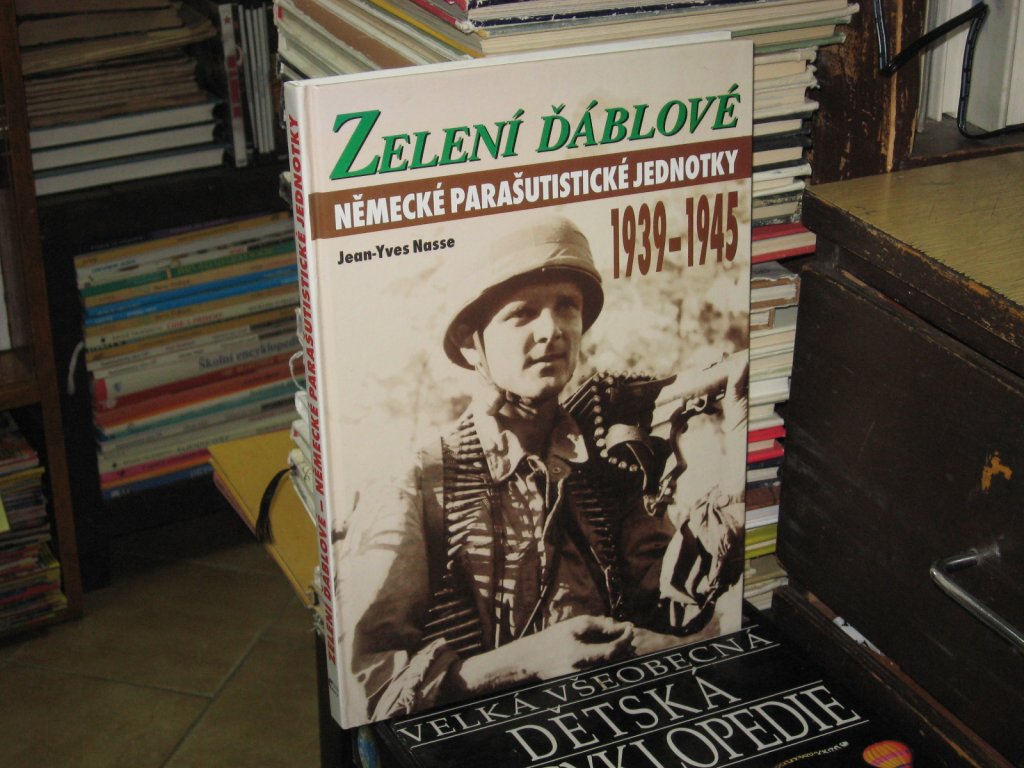 ZELENÍ ĎÁBLOVÉ
NĚMECKÉ PARAŠUTISTICKÉ JEDNOTKY
1939–1945
Jean-Yves Nasse
ZELENÍ ĎÁBLOVÉ – NĚMECKÉ PARAŠUTISTICKÉ JEDNOTKY
Školní encyklopedie
VELKÁ VŠEOBECNÁ
DĚTSKÁ